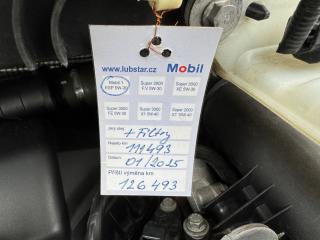 www.lubstar.cz Mobil
Mobil 1 Super 3000 Super 3000
ESP 5W-30 F.V 5W-30 XE 5W-30
Super 3000 Super 3000 Super 2000
FE 5W-30 X1 5W-40 X1 10W-40
Jiný olej + Filtry
Najeto km 111493
Datum 01/2025
Příští výměna km
126 493